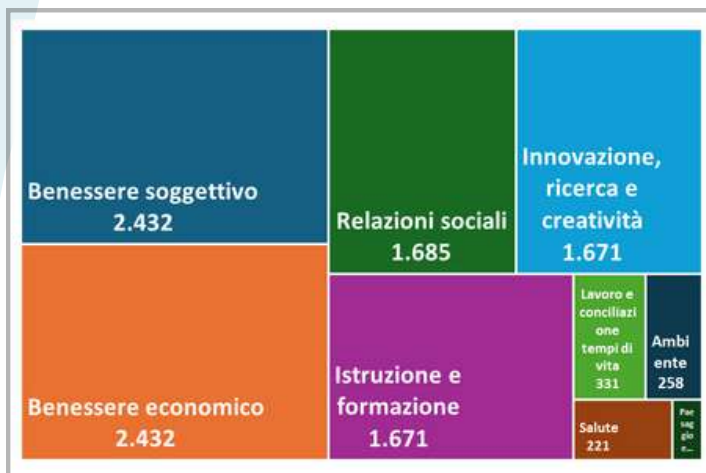 Benessere soggettivo
2.432
Relazioni sociali
1.685
Innovazione,
ricerca e
creatività
1.671
Benessere economico
2.432
Istruzione e
formazione
1.671
Lavoro e
conciliazi
one
tempi di
vita
331
Ambi
ente
258
Salute
221
Pae
sag
gio
e...